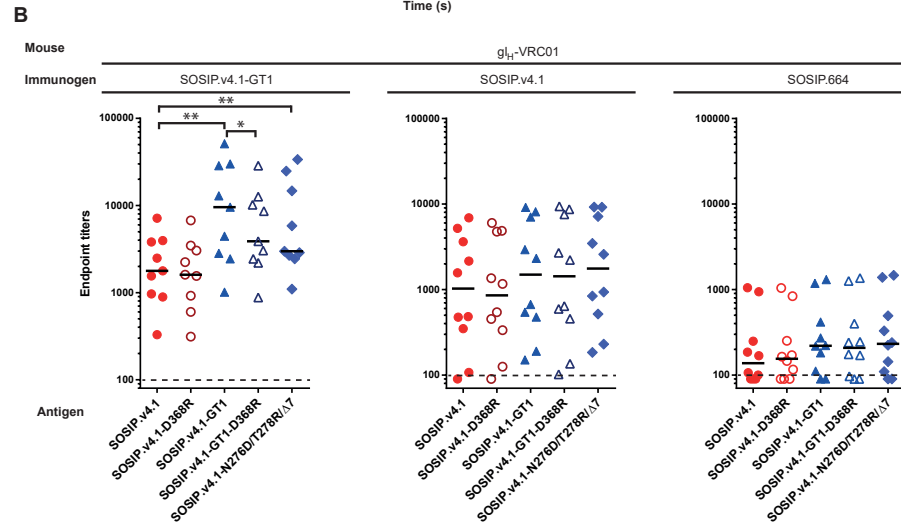 Time (s)
B
Mouse
glH-VRC01
Immunogen
SOSIP.v4.1-GT1
SOSIP.v4.1
SOSIP.664
**
**
*
Endpoint titers
100000
10000
1000
100
100000
10000
1000
100
100000
10000
1000
100
Antigen
SOSIP.v4.1
SOSIP.v4.1-D368R
SOSIP.v4.1-GT1
SOSIP.v4.1-GT1-D368R
SOSIP.v4.1-N276D/T278R/Δ7
SOSIP.v4.1
SOSIP.v4.1-D368R
SOSIP.v4.1-GT1
SOSIP.v4.1-GT1-D368R
SOSIP.v4.1-N276D/T278R/Δ7
SOSIP.v4.1
SOSIP.v4.1-D368R
SOSIP.v4.1-GT1
SOSIP.v4.1-GT1-D368R
SOSIP.v4.1-N276D/T278R/Δ7